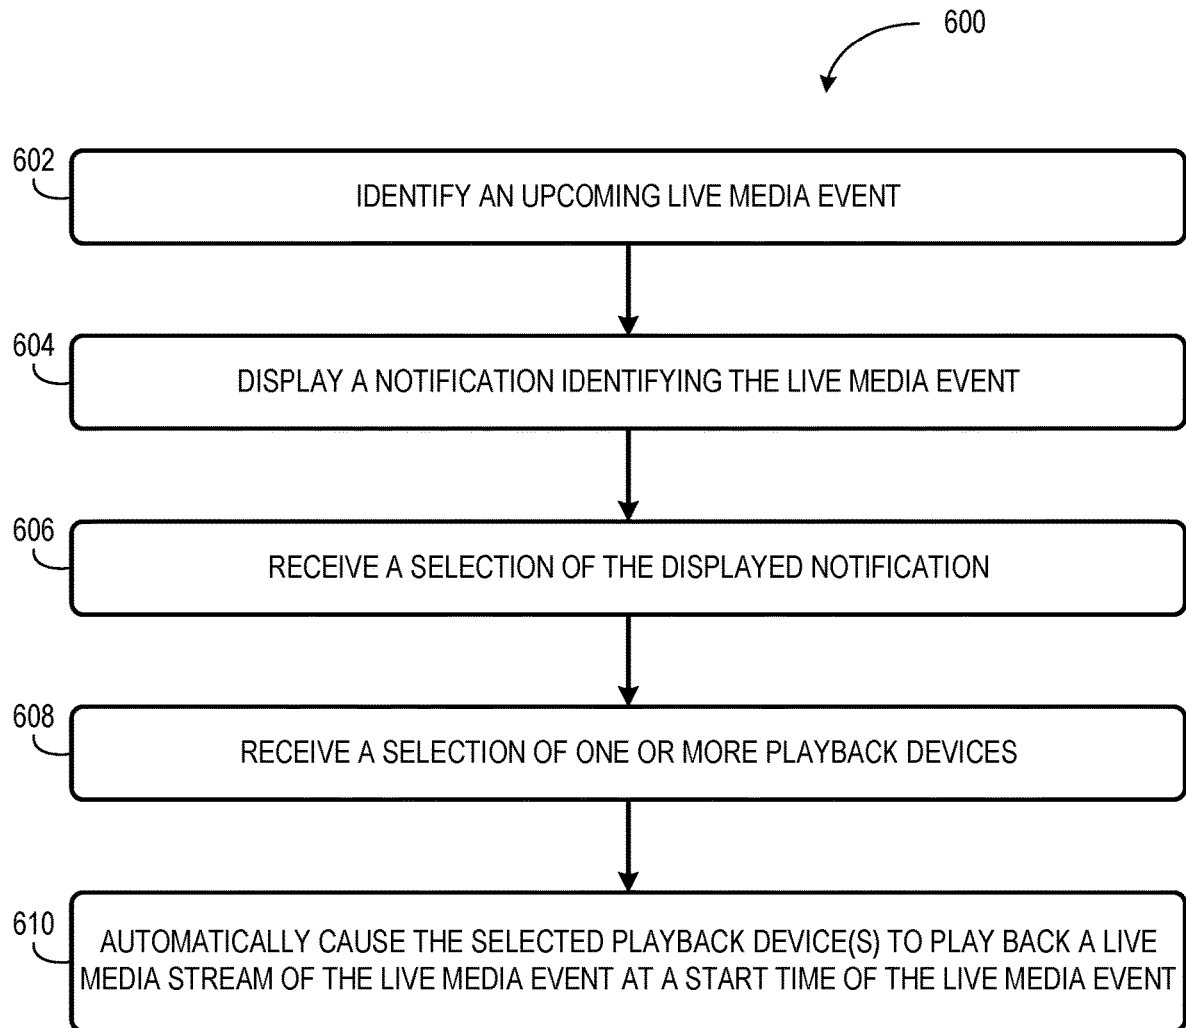 600
602
IDENTIFY AN UPCOMING LIVE MEDIA EVENT
604
DISPLAY A NOTIFICATION IDENTIFYING THE LIVE MEDIA EVENT
606
RECEIVE A SELECTION OF THE DISPLAYED NOTIFICATION
608
RECEIVE A SELECTION OF ONE OR MORE PLAYBACK DEVICES
610
AUTOMATICALLY CAUSE THE SELECTED PLAYBACK DEVICE(S) TO PLAY BACK A LIVE
MEDIA STREAM OF THE LIVE MEDIA EVENT AT A START TIME OF THE LIVE MEDIA EVENT